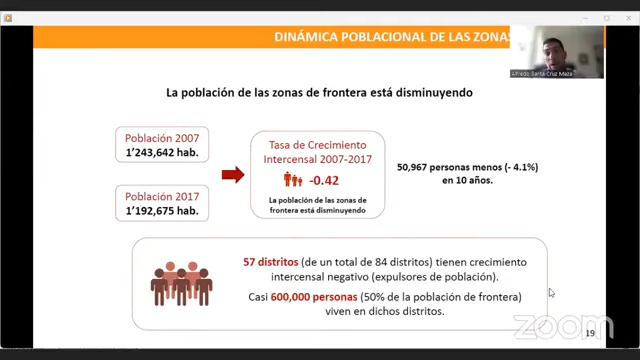 DINÁMICA POBLACIONAL DE LAS ZONAS
Alfredo Santa Cruz Meza
La población de las zonas de frontera está disminuyendo
Población 2007
1'243,642 hab.
Población 2017
1'192,675 hab.
Tasa de Crecimiento
Intercensal 2007-2017
-0.42
La población de las zonas de
frontera está disminuyendo
50,967 personas menos (- 4.1%)
en 10 años.
57 distritos (de un total de 84 distritos) tienen crecimiento
intercensal negativo (expulsores de población).
Casi 600,000 personas (50% de la población de frontera)
viven en dichos distritos.
zoom
19